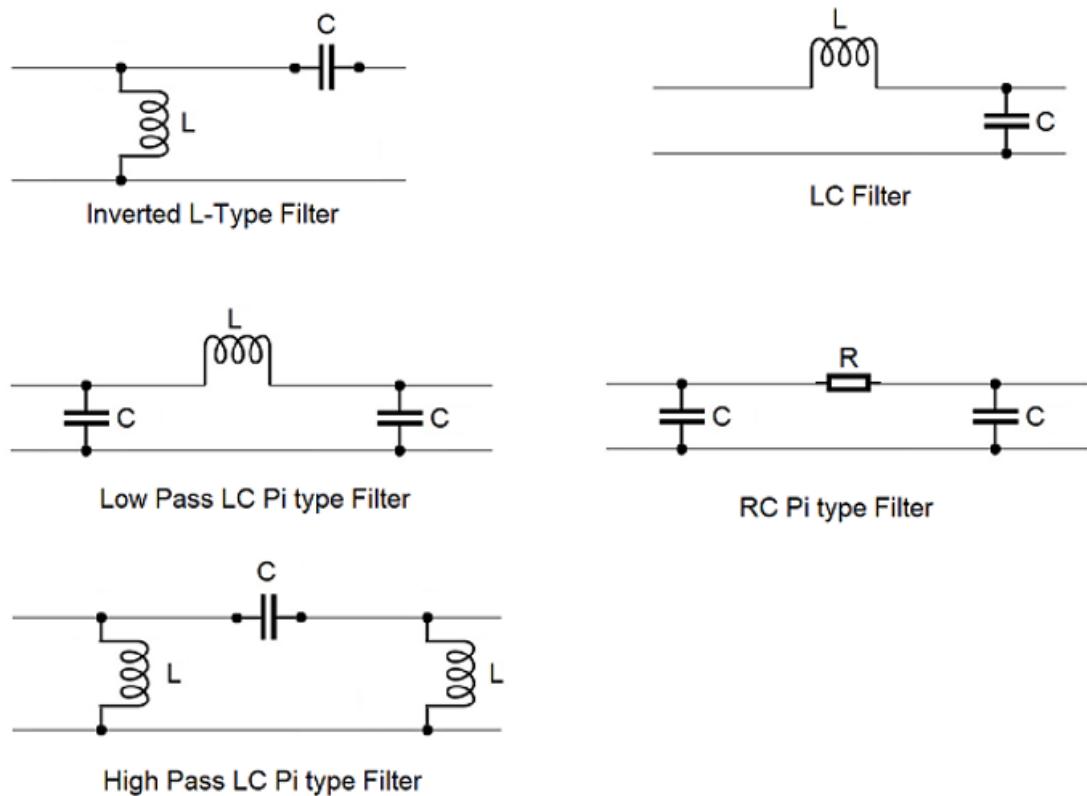 C
L
Inverted L-Type Filter
L
C
LC Filter
L
C
C
Low Pass LC Pi type Filter
R
C
C
RC Pi type Filter
C
L
L
High Pass LC Pi type Filter